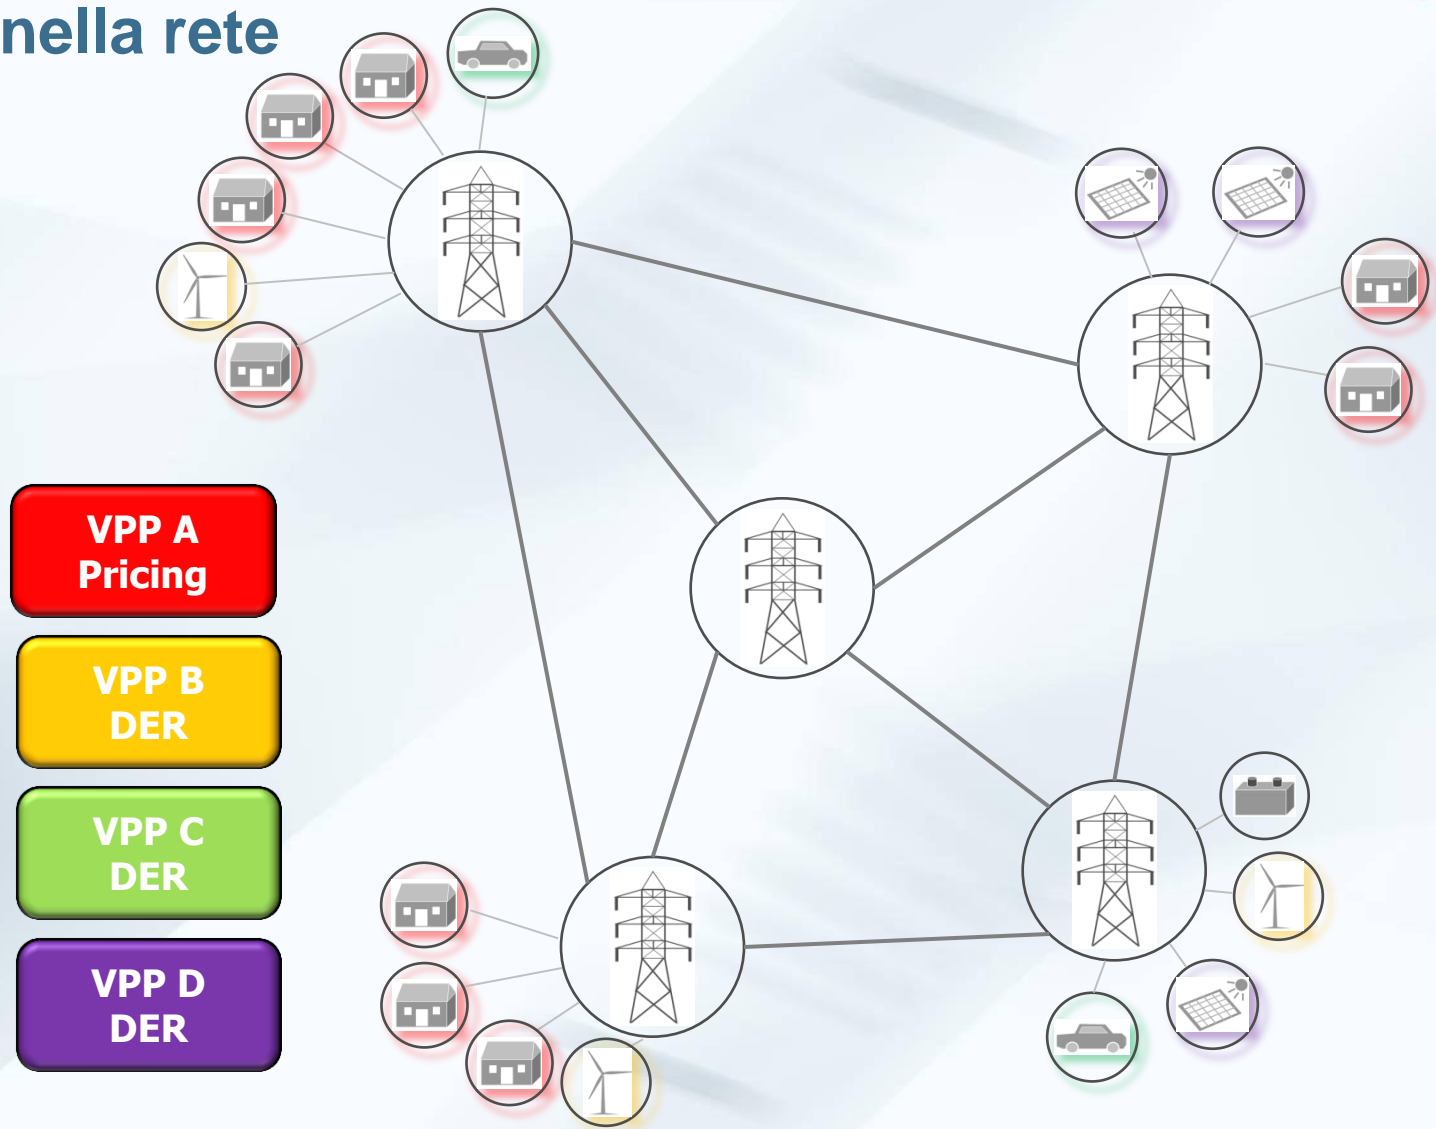 nella rete
VPP A
Pricing
VPP B
DER
VPP C
DER
VPP D
DER